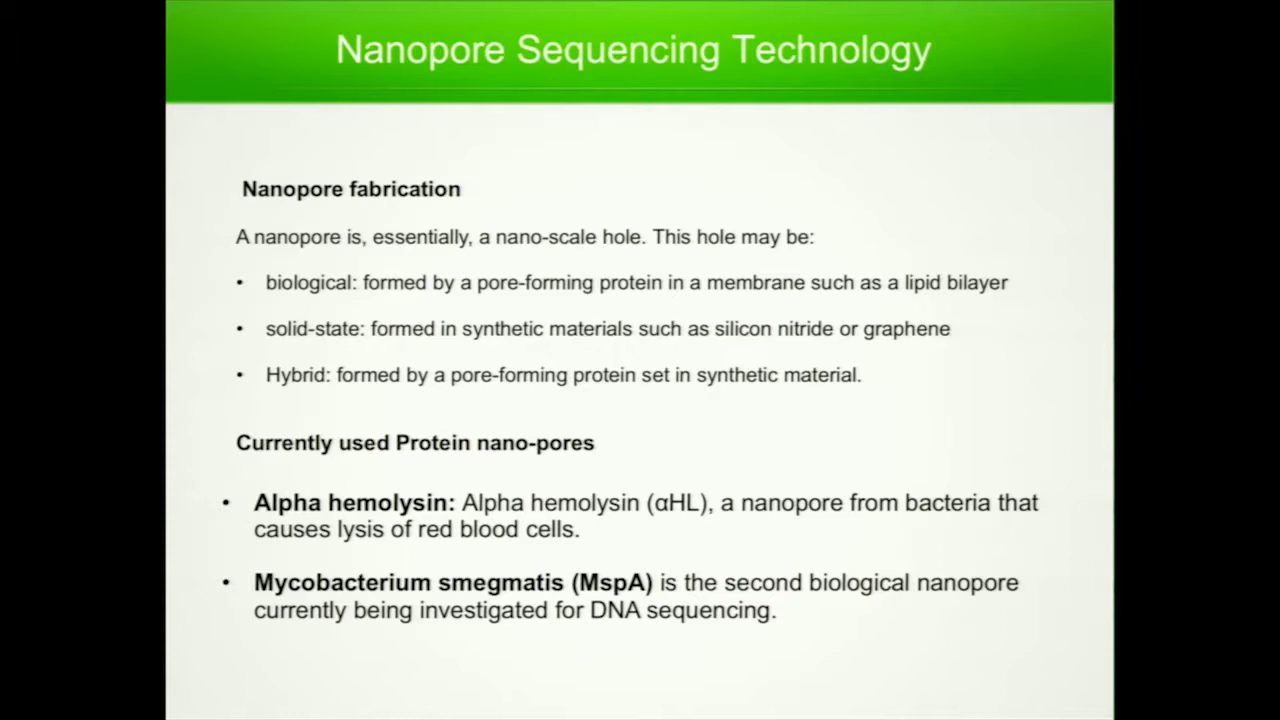 Nanopore Sequencing Technology
Nanopore fabrication
A nanopore is, essentially, a nano-scale hole. This hole may be:
• biological: formed by a pore-forming protein in a membrane such as a lipid bilayer
• solid-state: formed in synthetic materials such as silicon nitride or graphene
• Hybrid: formed by a pore-forming protein set in synthetic material.
Currently used Protein nano-pores
• Alpha hemolysin: Alpha hemolysin (αHL), a nanopore from bacteria that
causes lysis of red blood cells.
• Mycobacterium smegmatis (MspA) is the second biological nanopore
currently being investigated for DNA sequencing.